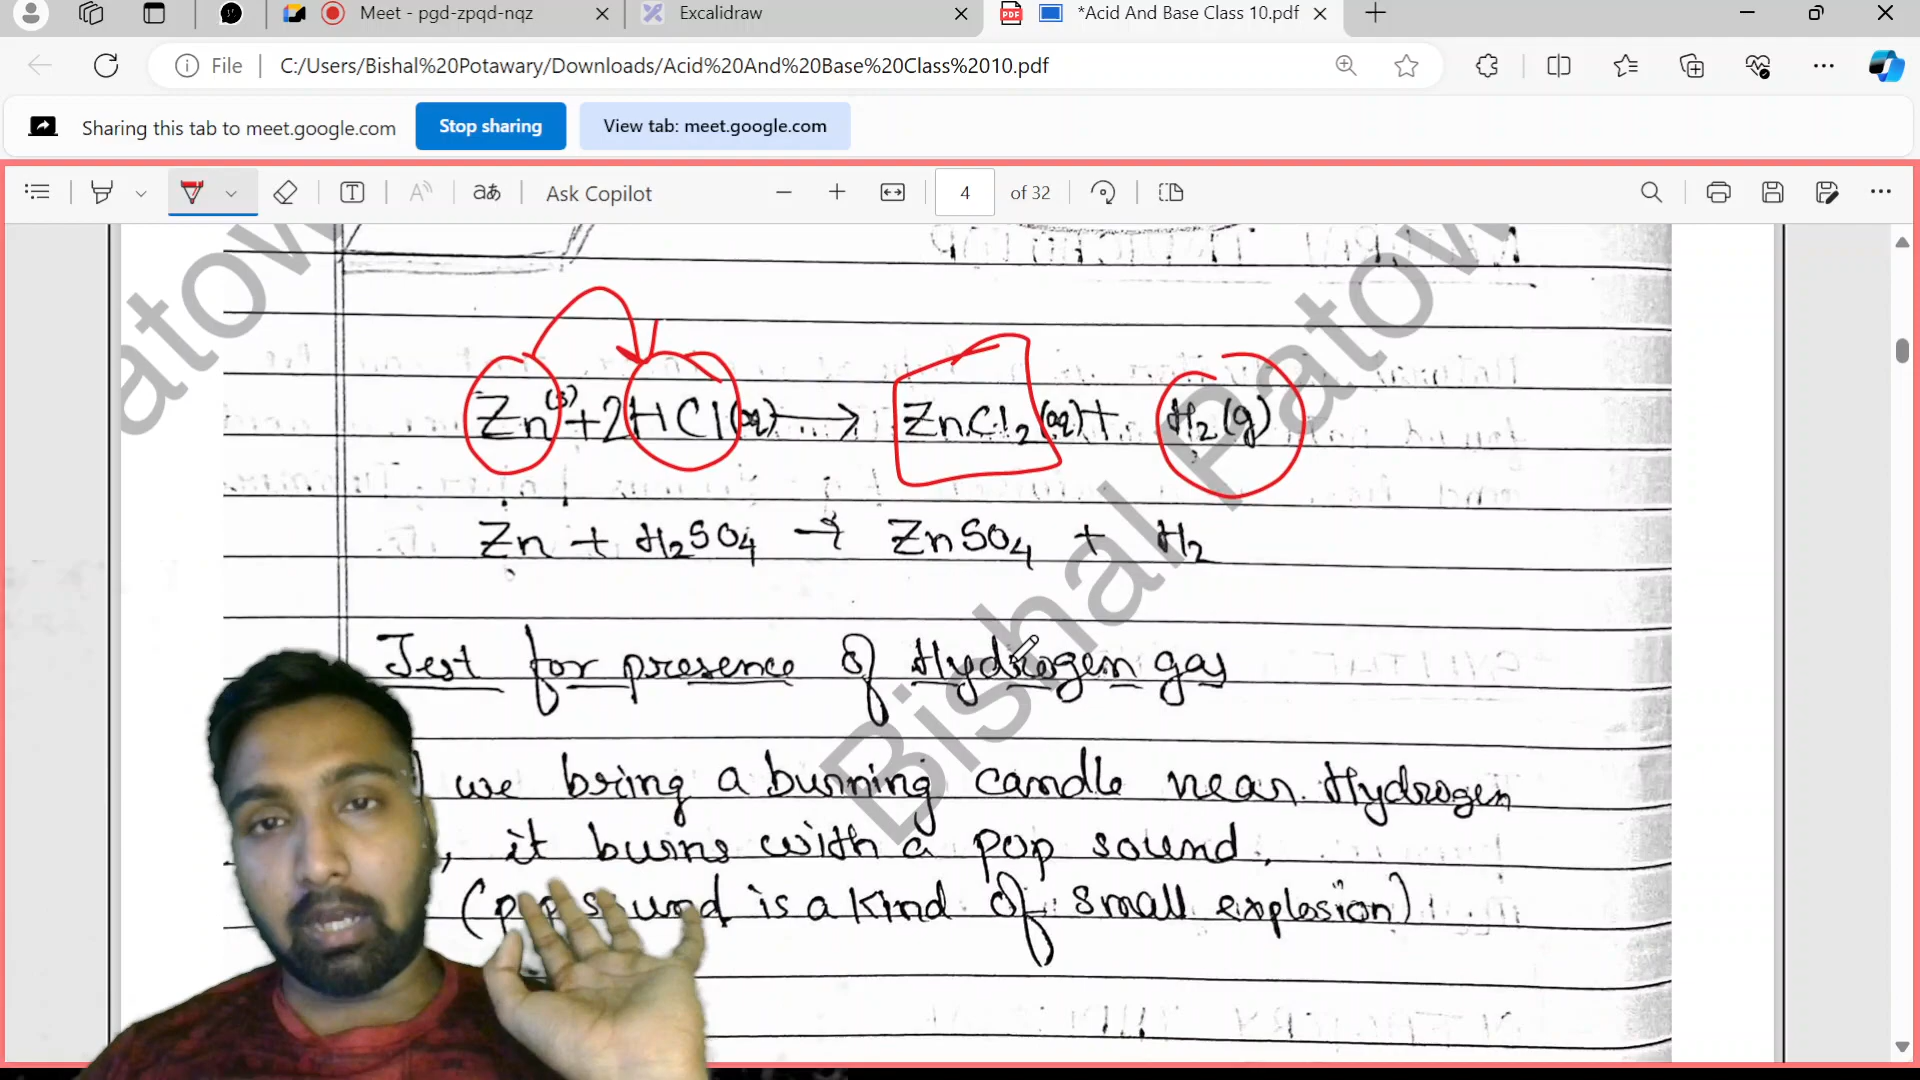 Meet - pgd-zpqd-nqz
Excalidraw
*Acid And Base Class 10.pdf
File
C:/Users/Bishal%20Potawary/Downloads/Acid%20And%20Base%20Class%2010.pdf
Sharing this tab to meet.google.com
Stop sharing
View tab: meet.google.com
Ask Copilot
4 of 32
Zn(s) + 2HCl(aq) → ZnCl₂(aq) + H₂(g)
Zn + H₂SO₄ → ZnSO₄ + H₂
Test for presence of Hydrogen gas
we bring a burning candle near Hydrogen
, it burns with a pop sound.
(pop sound is a kind of small explosion)
Bishal Patow
atow